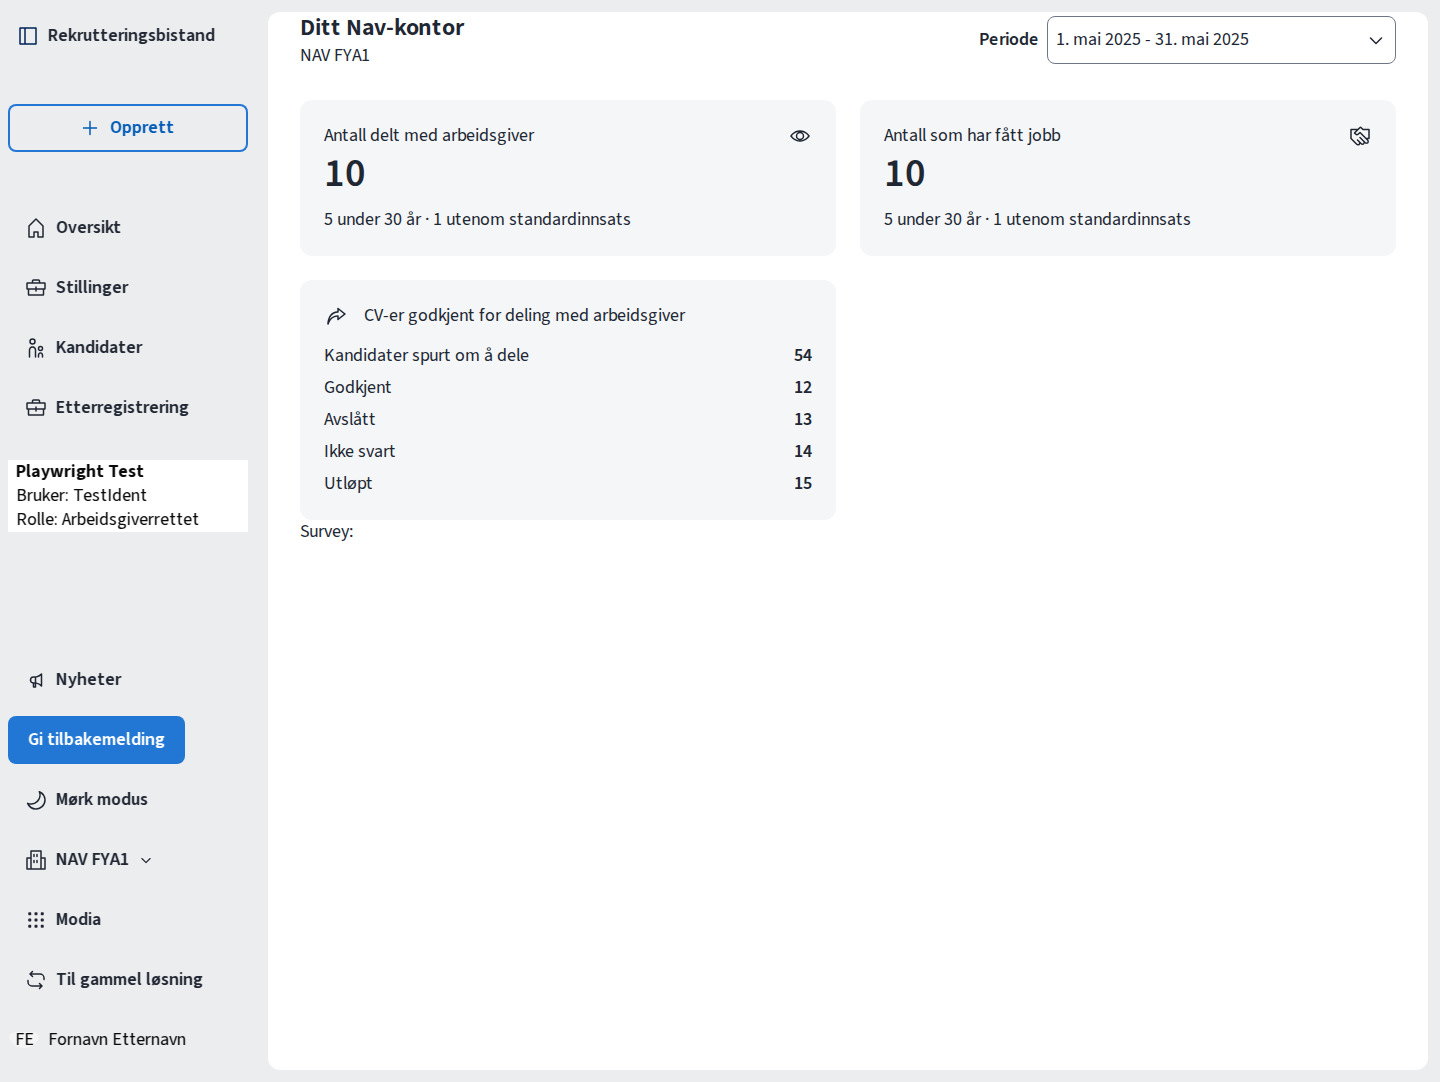 Rekrutteringsbistand
Opprett
Oversikt
Stillinger
Kandidater
Etterregistrering
Playwright Test
Bruker: TestIdent
Rolle: Arbeidsgiverrettet
Nyheter
Gi tilbakemelding
Mørk modus
NAV FYA1
Modia
Til gammel løsning
FE Fornavn Etternavn
Ditt Nav-kontor
NAV FYA1
Periode 1. mai 2025 - 31. mai 2025
Antall delt med arbeidsgiver
10
5 under 30 år · 1 utenom standardinnsats
Antall som har fått jobb
10
5 under 30 år · 1 utenom standardinnsats
CV-er godkjent for deling med arbeidsgiver
Kandidater spurt om å dele 54
Godkjent 12
Avslått 13
Ikke svart 14
Utløpt 15
Survey: